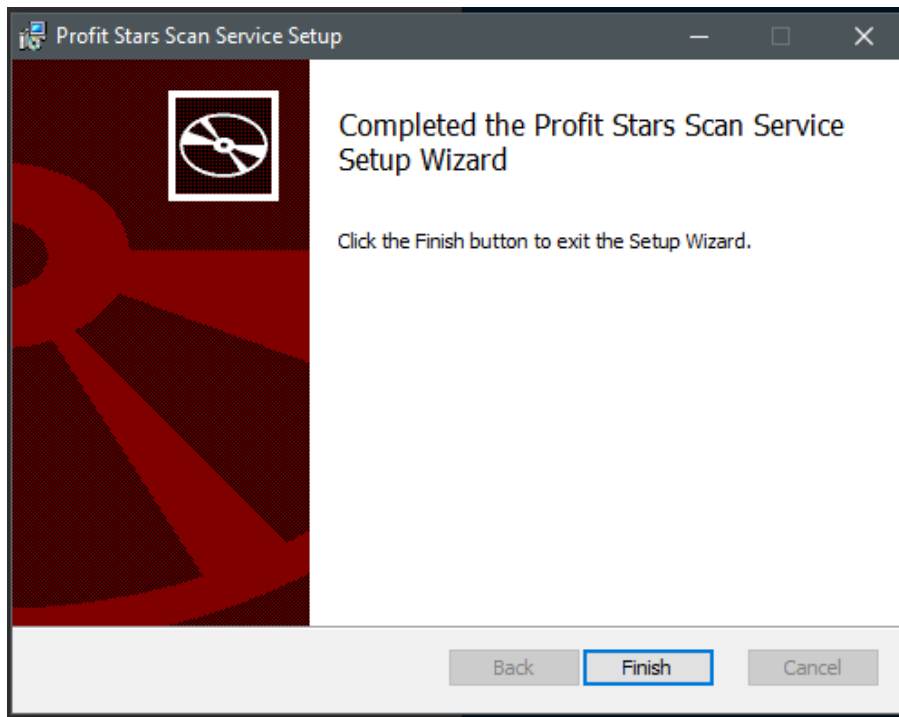 Profit Stars Scan Service Setup
Completed the Profit Stars Scan Service
Setup Wizard
Click the Finish button to exit the Setup Wizard.
Back Finish Cancel